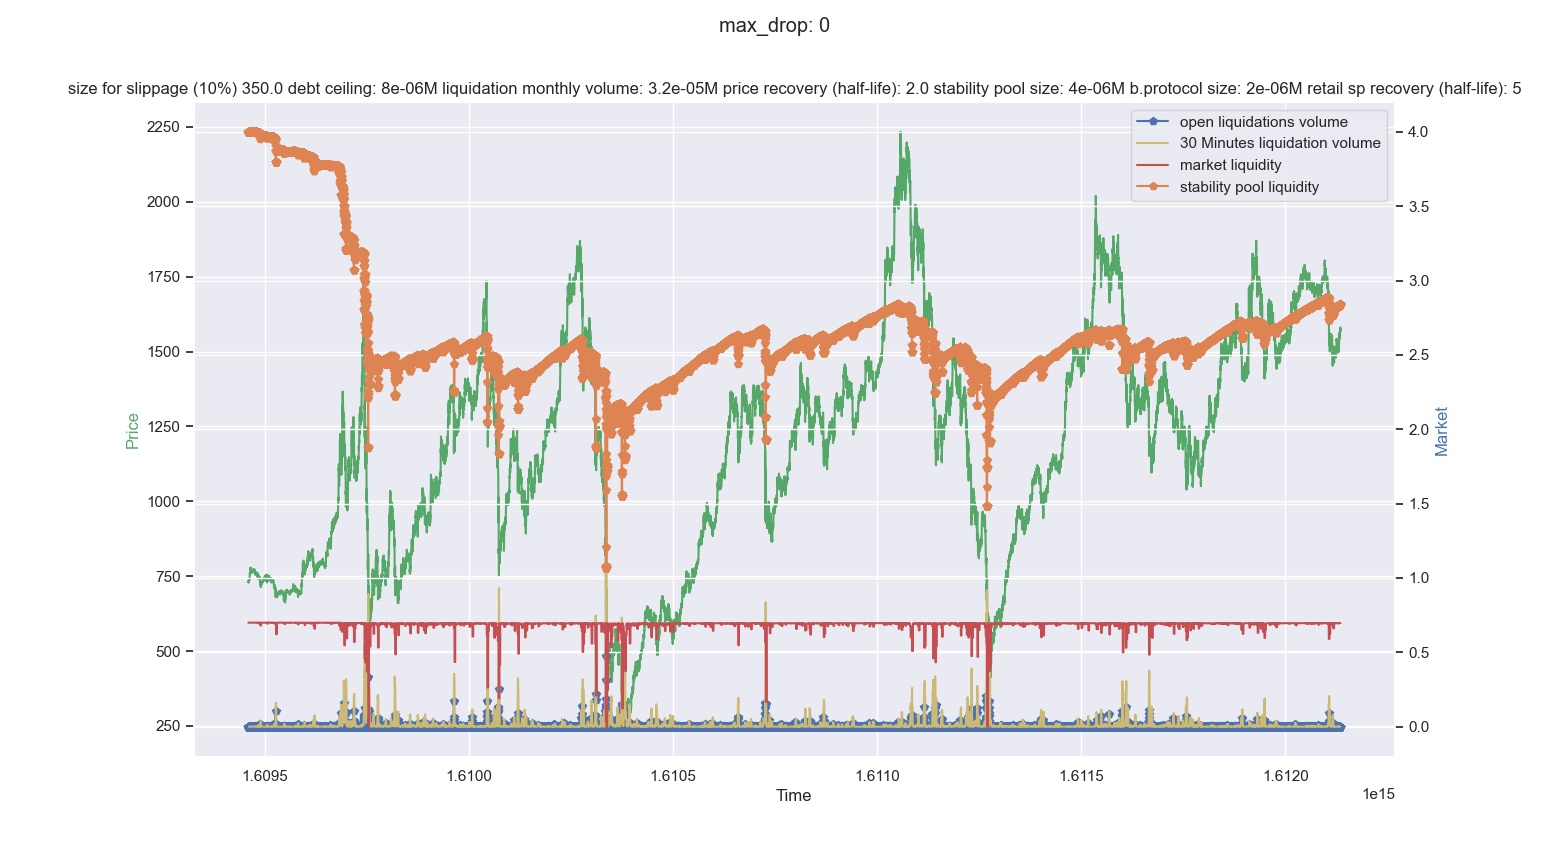 max_drop: 0
size for slippage (10%) 350.0 debt ceiling: 8e-06M liquidation monthly volume: 3.2e-05M price recovery (half-life): 2.0 stability pool size: 4e-06M b.protocol size: 2e-06M retail sp recovery (half-life): 5
open liquidations volume
30 Minutes liquidation volume
market liquidity
stability pool liquidity
2250
2000
1750
1500
1250
1000
750
500
250
Price
4.0
3.5
3.0
2.5
2.0
1.5
1.0
0.5
0.0
Market
1.6095
1.6100
1.6105
1.6110
1.6115
1.6120
Time
1e15